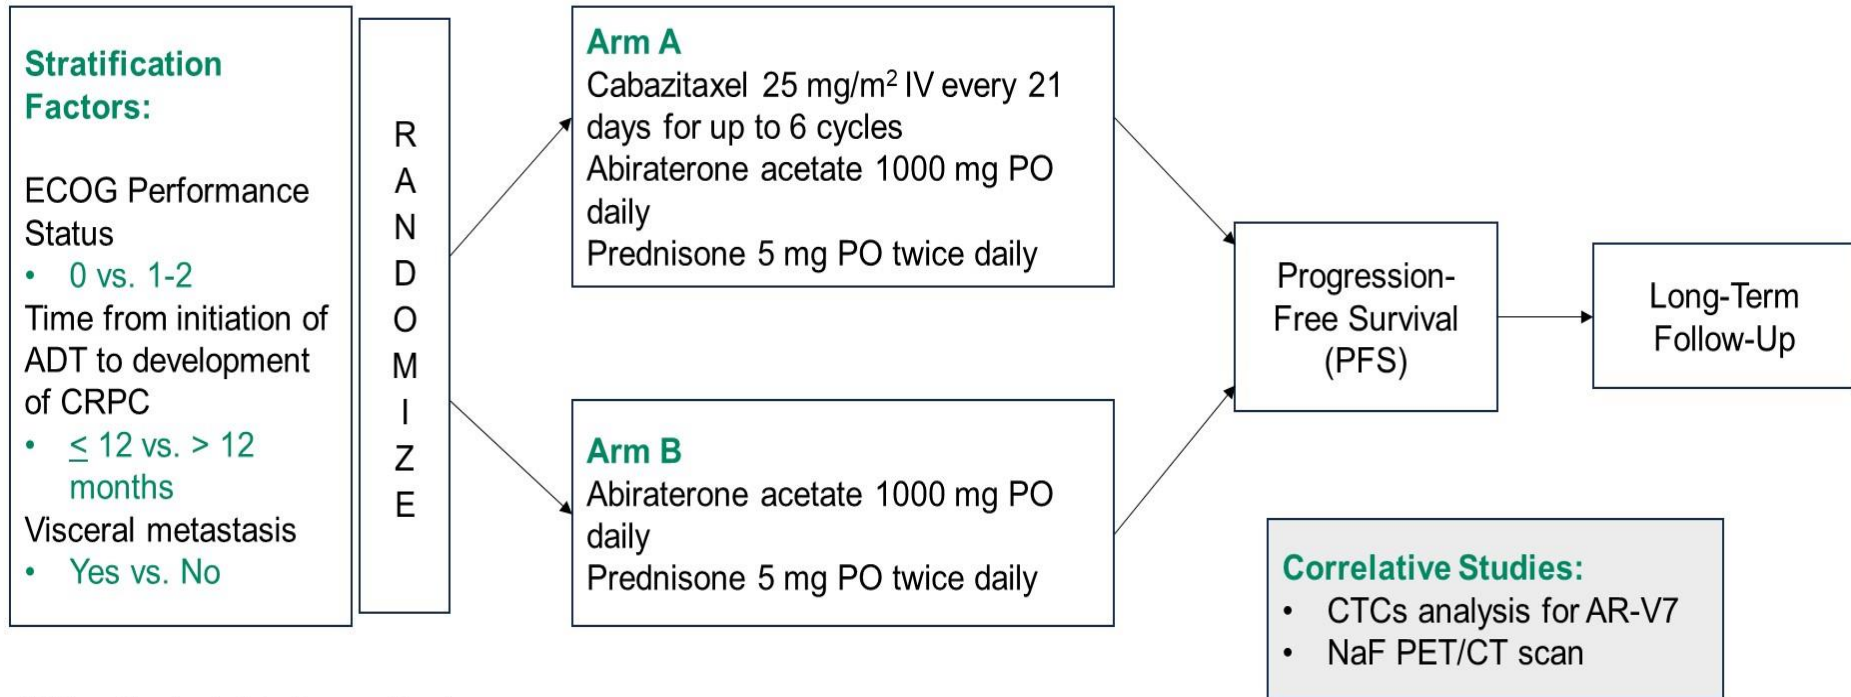 Stratification
Factors:
ECOG Performance
Status
• 0 vs. 1-2
Time from initiation of
ADT to development
of CRPC
• ≤ 12 vs. > 12
months
Visceral metastasis
• Yes vs. No
R
A
N
D
O
M
I
Z
E
Arm A
Cabazitaxel 25 mg/m² IV every 21
days for up to 6 cycles
Abiraterone acetate 1000 mg PO
daily
Prednisone 5 mg PO twice daily
Arm B
Abiraterone acetate 1000 mg PO
daily
Prednisone 5 mg PO twice daily
Progression-
Free Survival
(PFS)
Long-Term
Follow-Up
Correlative Studies:
• CTCs analysis for AR-V7
• NaF PET/CT scan